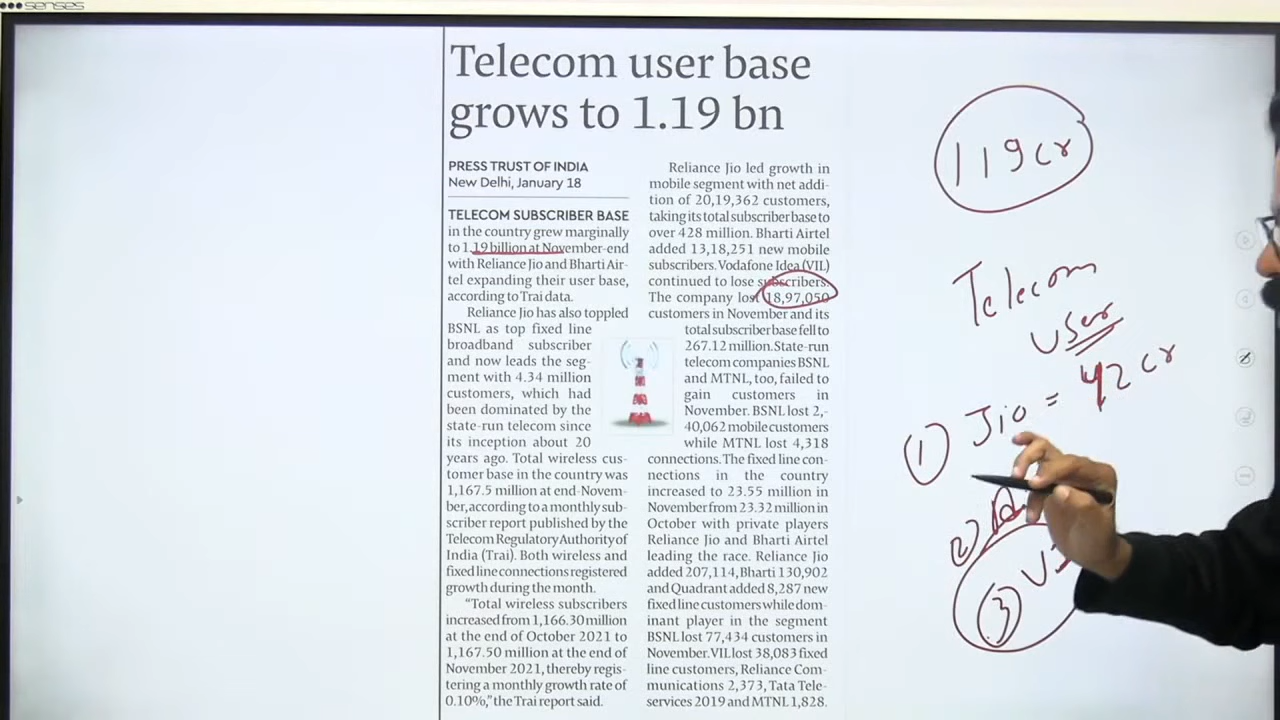 senses
Telecom user base
grows to 1.19 bn
PRESS TRUST OF INDIA
New Delhi, January 18
TELECOM SUBSCRIBER BASE
in the country grew marginally
to 1.19 billion at November-end
with Reliance Jio and Bharti Air-
tel expanding their user base,
according to Trai data.
Reliance Jio has also toppled
BSNL as top fixed line
broadband subscriber
and now leads the seg-
ment with 4.34 million
customers, which had
been dominated by the
state-run telecom since
its inception about 20
years ago. Total wireless cus-
tomer base in the country was
1,167.5 million at end-Novem-
ber, according to a monthly sub-
scriber report published by the
Telecom Regulatory Authority of
India (Trai). Both wireless and
fixed line connections registered
growth during the month.
“Total wireless subscribers
increased from 1,166.30 million
at the end of October 2021 to
1,167.50 million at the end of
November 2021, thereby regis-
tering a monthly growth rate of
0.10%,” the Trai report said.
Reliance Jio led growth in
mobile segment with net addi-
tion of 20,19,362 customers,
taking its total subscriber base to
over 428 million. Bharti Airtel
added 13,18,251 new mobile
subscribers. Vodafone Idea (VIL)
continued to lose subscribers.
The company lost 18,97,050
customers in November and its
total subscriber base fell to
267.12 million. State-run
telecom companies BSNL
and MTNL, too, failed to
gain customers in
November. BSNL lost 2,-
40,062 mobile customers
while MTNL lost 4,318
connections. The fixed line con-
nections in the country
increased to 23.55 million in
November from 23.32 million in
October with private players
Reliance Jio and Bharti Airtel
leading the race. Reliance Jio
added 207,114, Bharti 130,902
and Quadrant added 8,287 new
fixed line customers while dom-
inant player in the segment
BSNL lost 77,434 customers in
November. VIL lost 38,083 fixed
line customers, Reliance Com-
munications 2,373, Tata Tele-
services 2019 and MTNL 1,828.
119 cr
Telecom
User
1 Jio = 42 cr
2
3